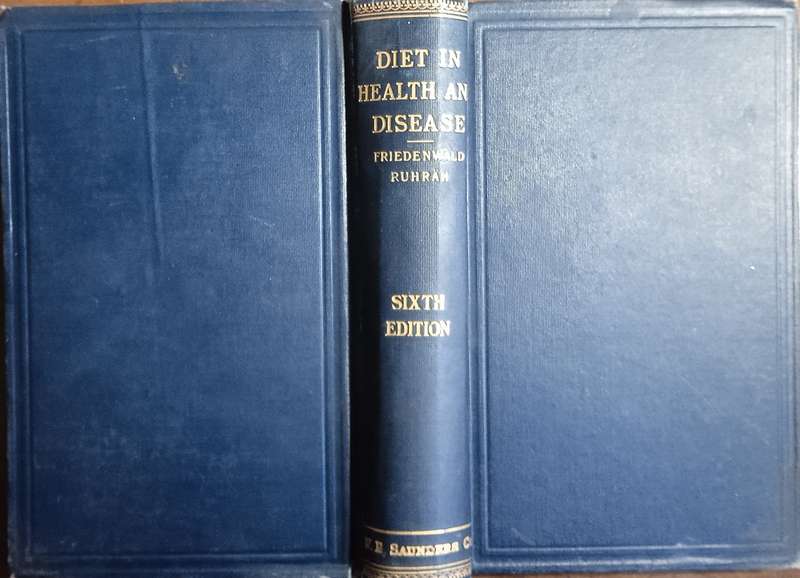 DIET IN
HEALTH AN
DISEASE
FRIEDENWALD
RUHRAH
SIXTH
EDITION
SAUNDERS